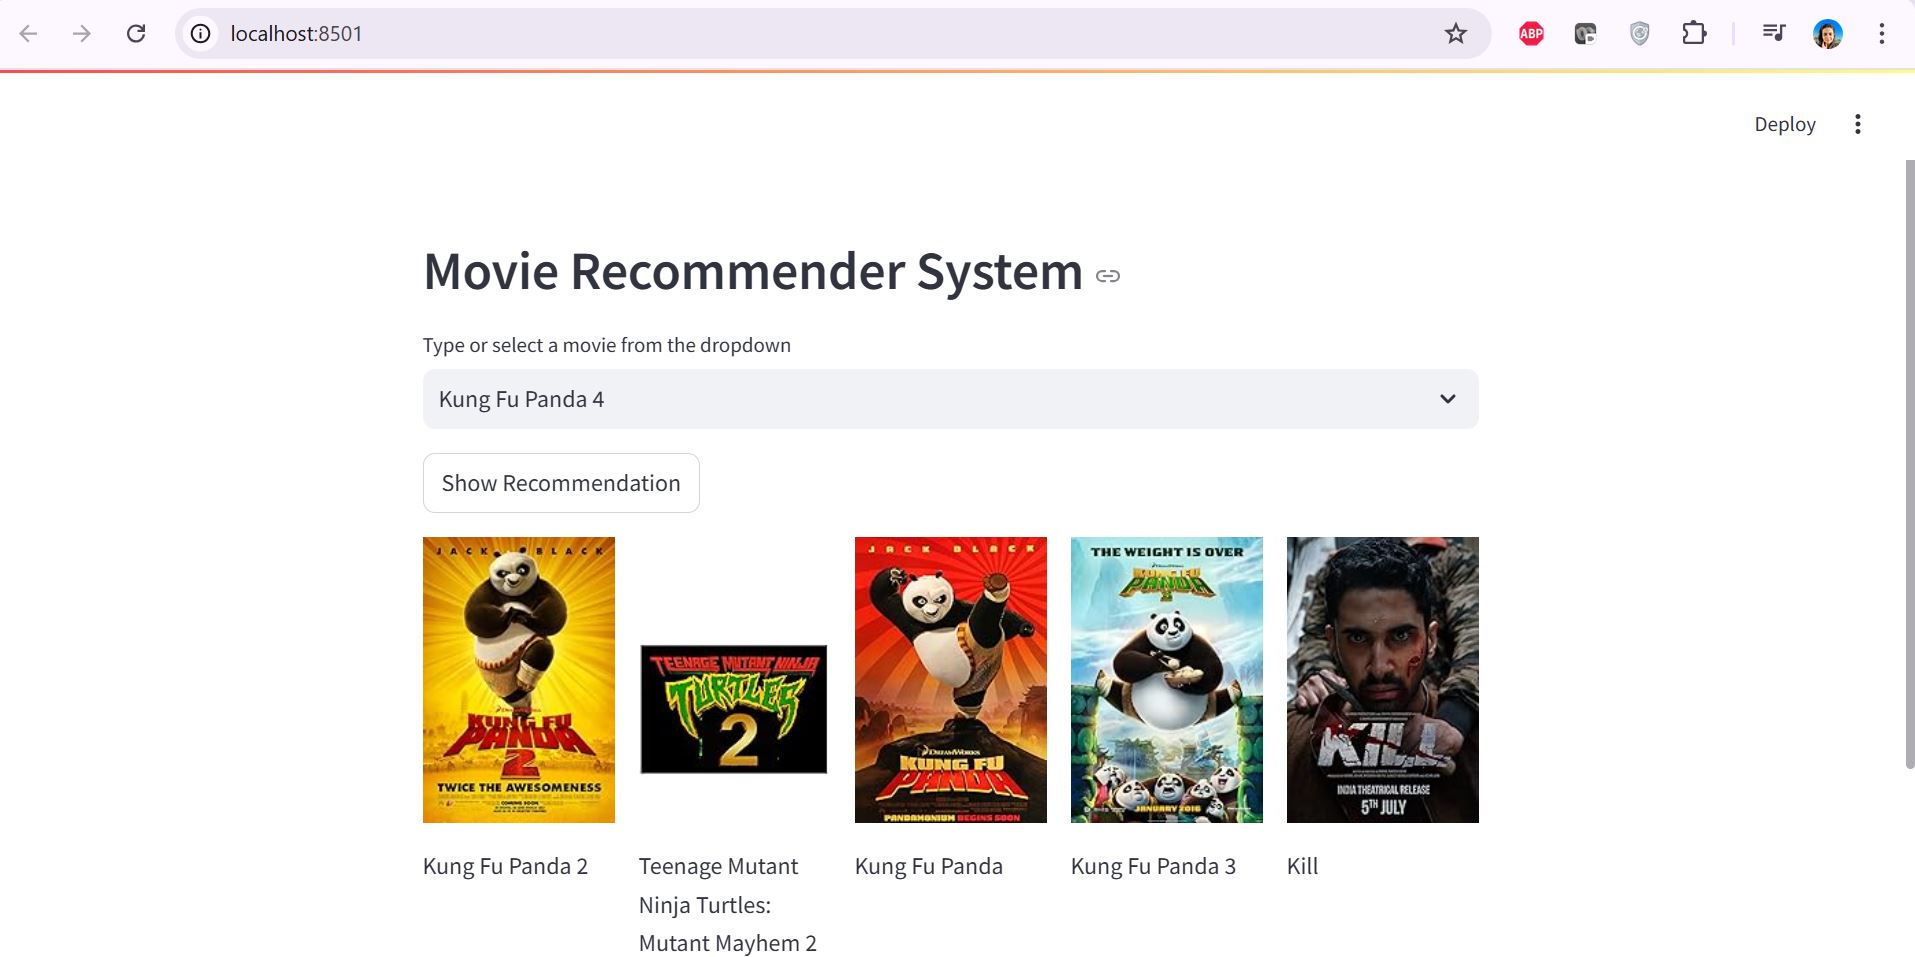 localhost:8501
ABP
Deploy
Movie Recommender System
Type or select a movie from the dropdown
Kung Fu Panda 4
Show Recommendation
JACK BLACK
KUNG FU
PANDA
2
TWICE THE AWESOMENESS
COMING SOON
TEENAGE MUTANT NINJA
TURTLES
2
JACK BLACK
DREAMWORKS
KUNG FU
PANDA
PANDAMONIUM BEGINS SOON
THE WEIGHT IS OVER
KUNG FU
PANDA
3
JANUARY 2016
KILL
INDIA THEATRICAL RELEASE
5TH JULY
Kung Fu Panda 2
Teenage Mutant
Ninja Turtles:
Mutant Mayhem 2
Kung Fu Panda
Kung Fu Panda 3
Kill